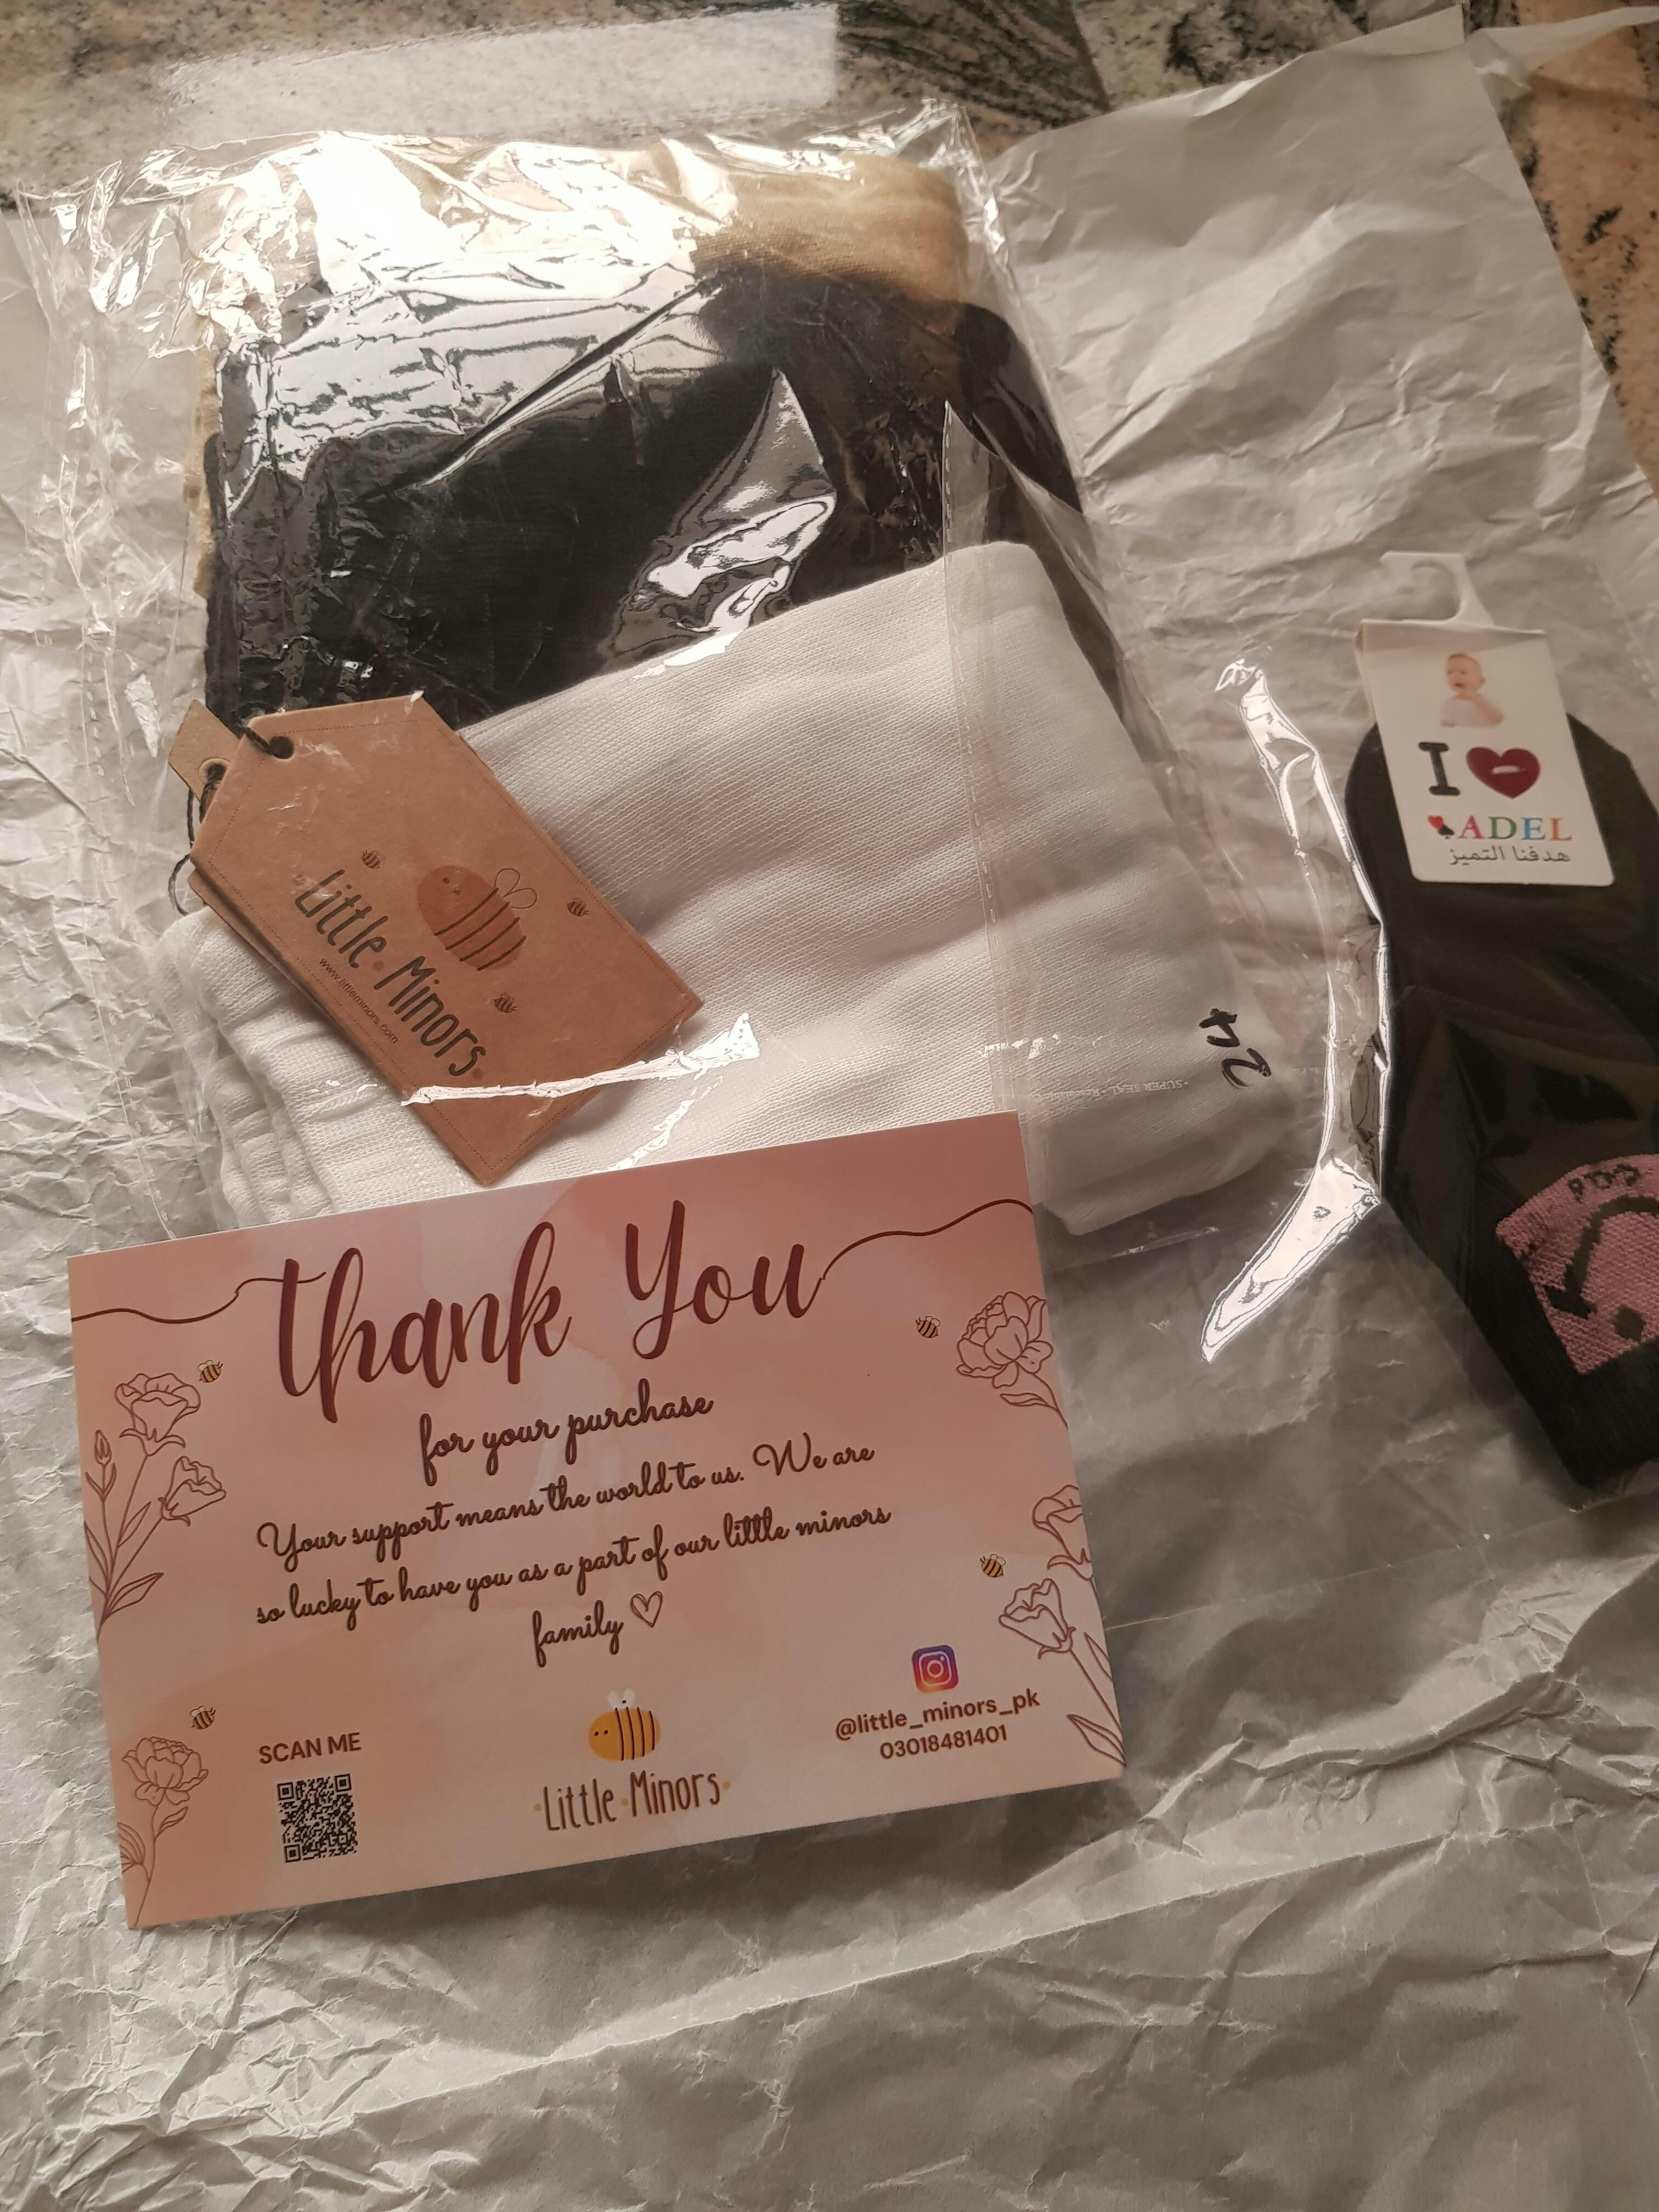 Little Minors
www.littleminors.com
24
I
ADEL
هدفنا التميز
Thank You
for your purchase
Your support means the world to us. We are
so lucky to have you as a part of our little minors
family
SCAN ME
Little Minors
@little_minors_pk
03018481401